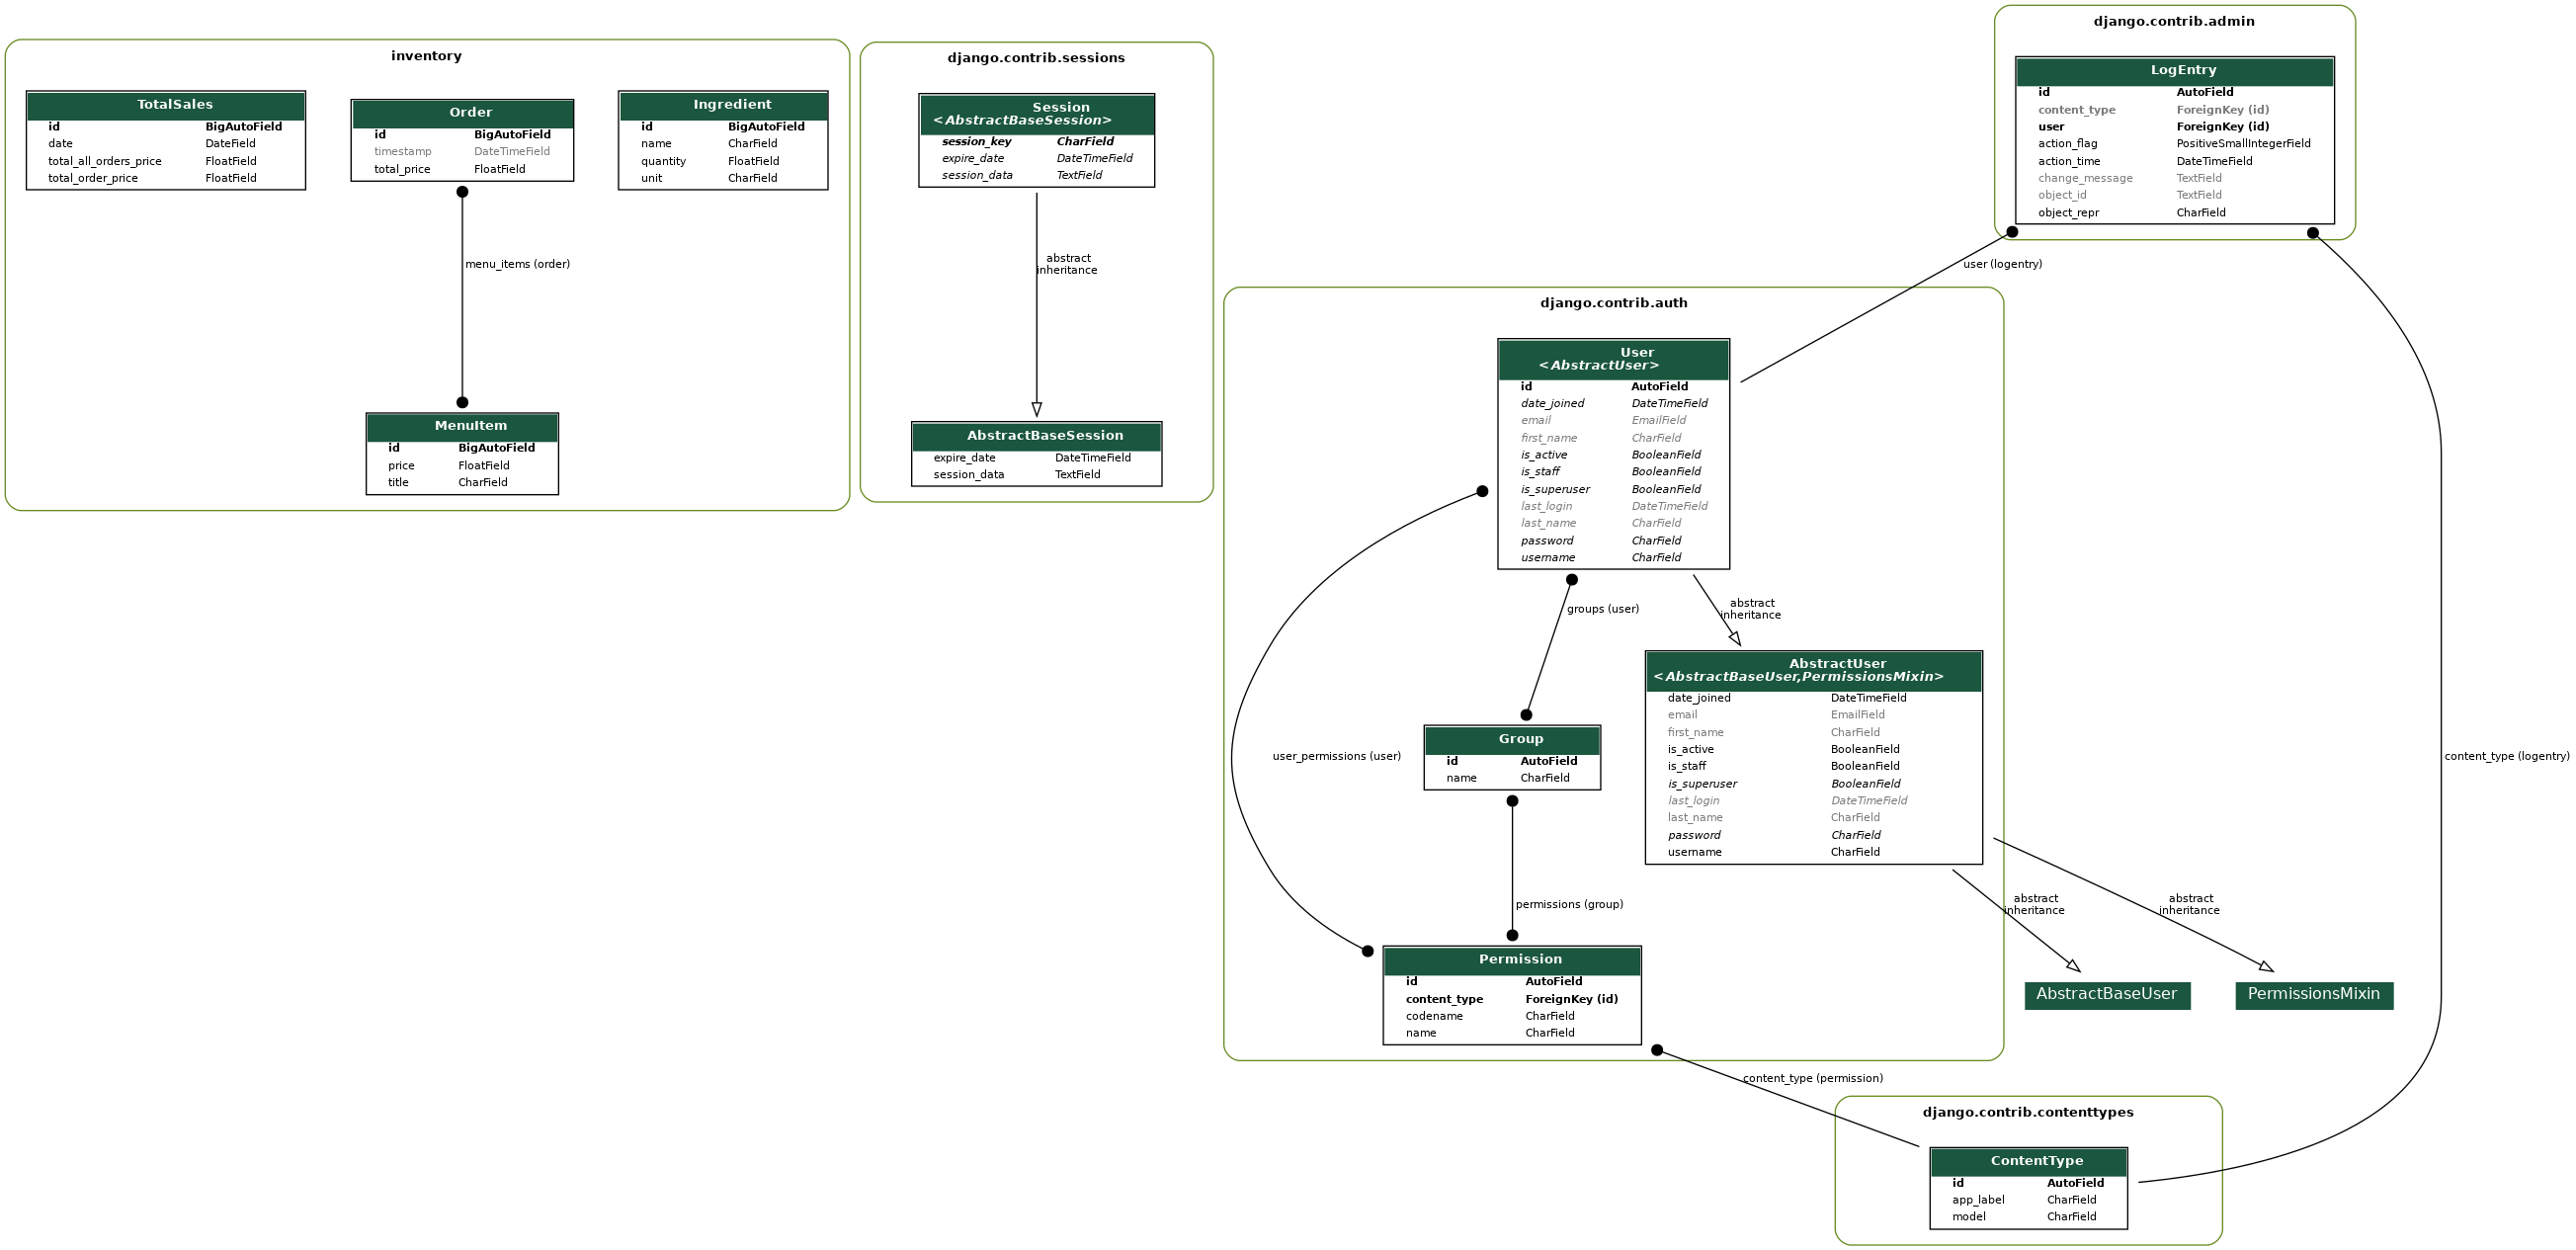 inventory
TotalSales
id BigAutoField
date DateField
total_all_orders_price FloatField
total_order_price FloatField
Order
id BigAutoField
timestamp DateTimeField
total_price FloatField
Ingredient
id BigAutoField
name CharField
quantity FloatField
unit CharField
menu_items (order)
MenuItem
id BigAutoField
price FloatField
title CharField
django.contrib.sessions
Session
<AbstractBaseSession>
session_key CharField
expire_date DateTimeField
session_data TextField
abstract
inheritance
AbstractBaseSession
expire_date DateTimeField
session_data TextField
django.contrib.admin
LogEntry
id AutoField
content_type ForeignKey (id)
user ForeignKey (id)
action_flag PositiveSmallIntegerField
action_time DateTimeField
change_message TextField
object_id TextField
object_repr CharField
user (logentry)
django.contrib.auth
User
<AbstractUser>
id AutoField
date_joined DateTimeField
email EmailField
first_name CharField
is_active BooleanField
is_staff BooleanField
is_superuser BooleanField
last_login DateTimeField
last_name CharField
password CharField
username CharField
groups (user)
abstract
inheritance
AbstractUser
<AbstractBaseUser,PermissionsMixin>
date_joined DateTimeField
email EmailField
first_name CharField
is_active BooleanField
is_staff BooleanField
is_superuser BooleanField
last_login DateTimeField
last_name CharField
password CharField
username CharField
user_permissions (user)
Group
id AutoField
name CharField
content_type (logentry)
permissions (group)
abstract
inheritance
abstract
inheritance
Permission
id AutoField
content_type ForeignKey (id)
codename CharField
name CharField
AbstractBaseUser
PermissionsMixin
content_type (permission)
django.contrib.contenttypes
ContentType
id AutoField
app_label CharField
model CharField